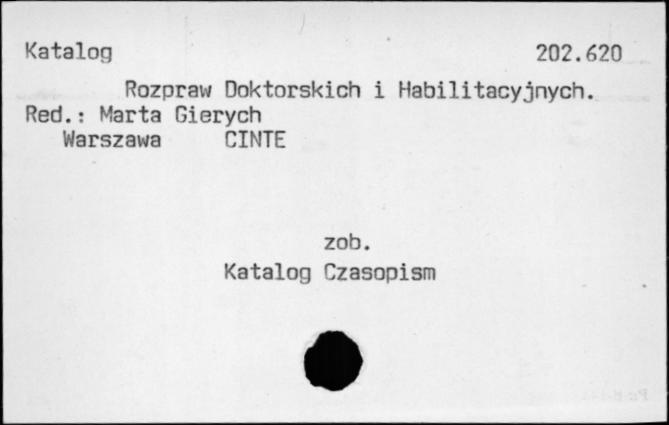 Katalog 202.620
Rozpraw Doktorskich i Habilitacyjnych.
Red.: Marta Gierych
Warszawa CINTE
zob.
Katalog Czasopism